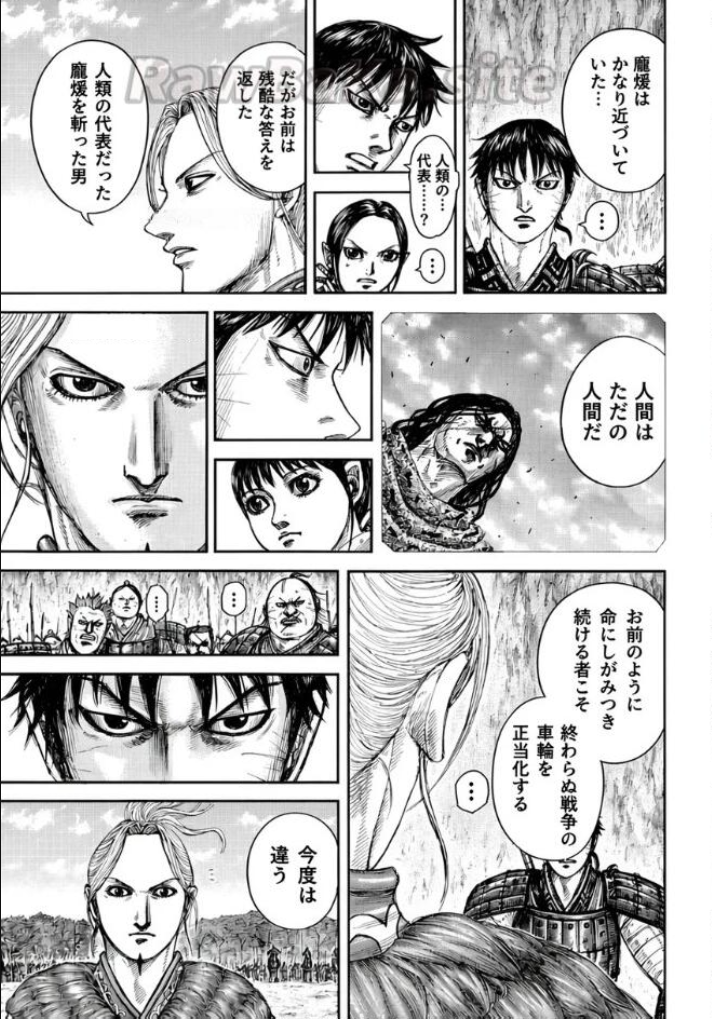 龐煖は
かなり近づいて
いた…
…
人類の…
代表……？
…
だがお前は
残酷な答えを
返した
人類の代表だった
龐煖を斬った男
人間は
ただの
人間だ
お前のように
命にしがみつき
続ける者こそ
終わらぬ戦争の
車輪を
正当化する
…
…
…
今度は
違う